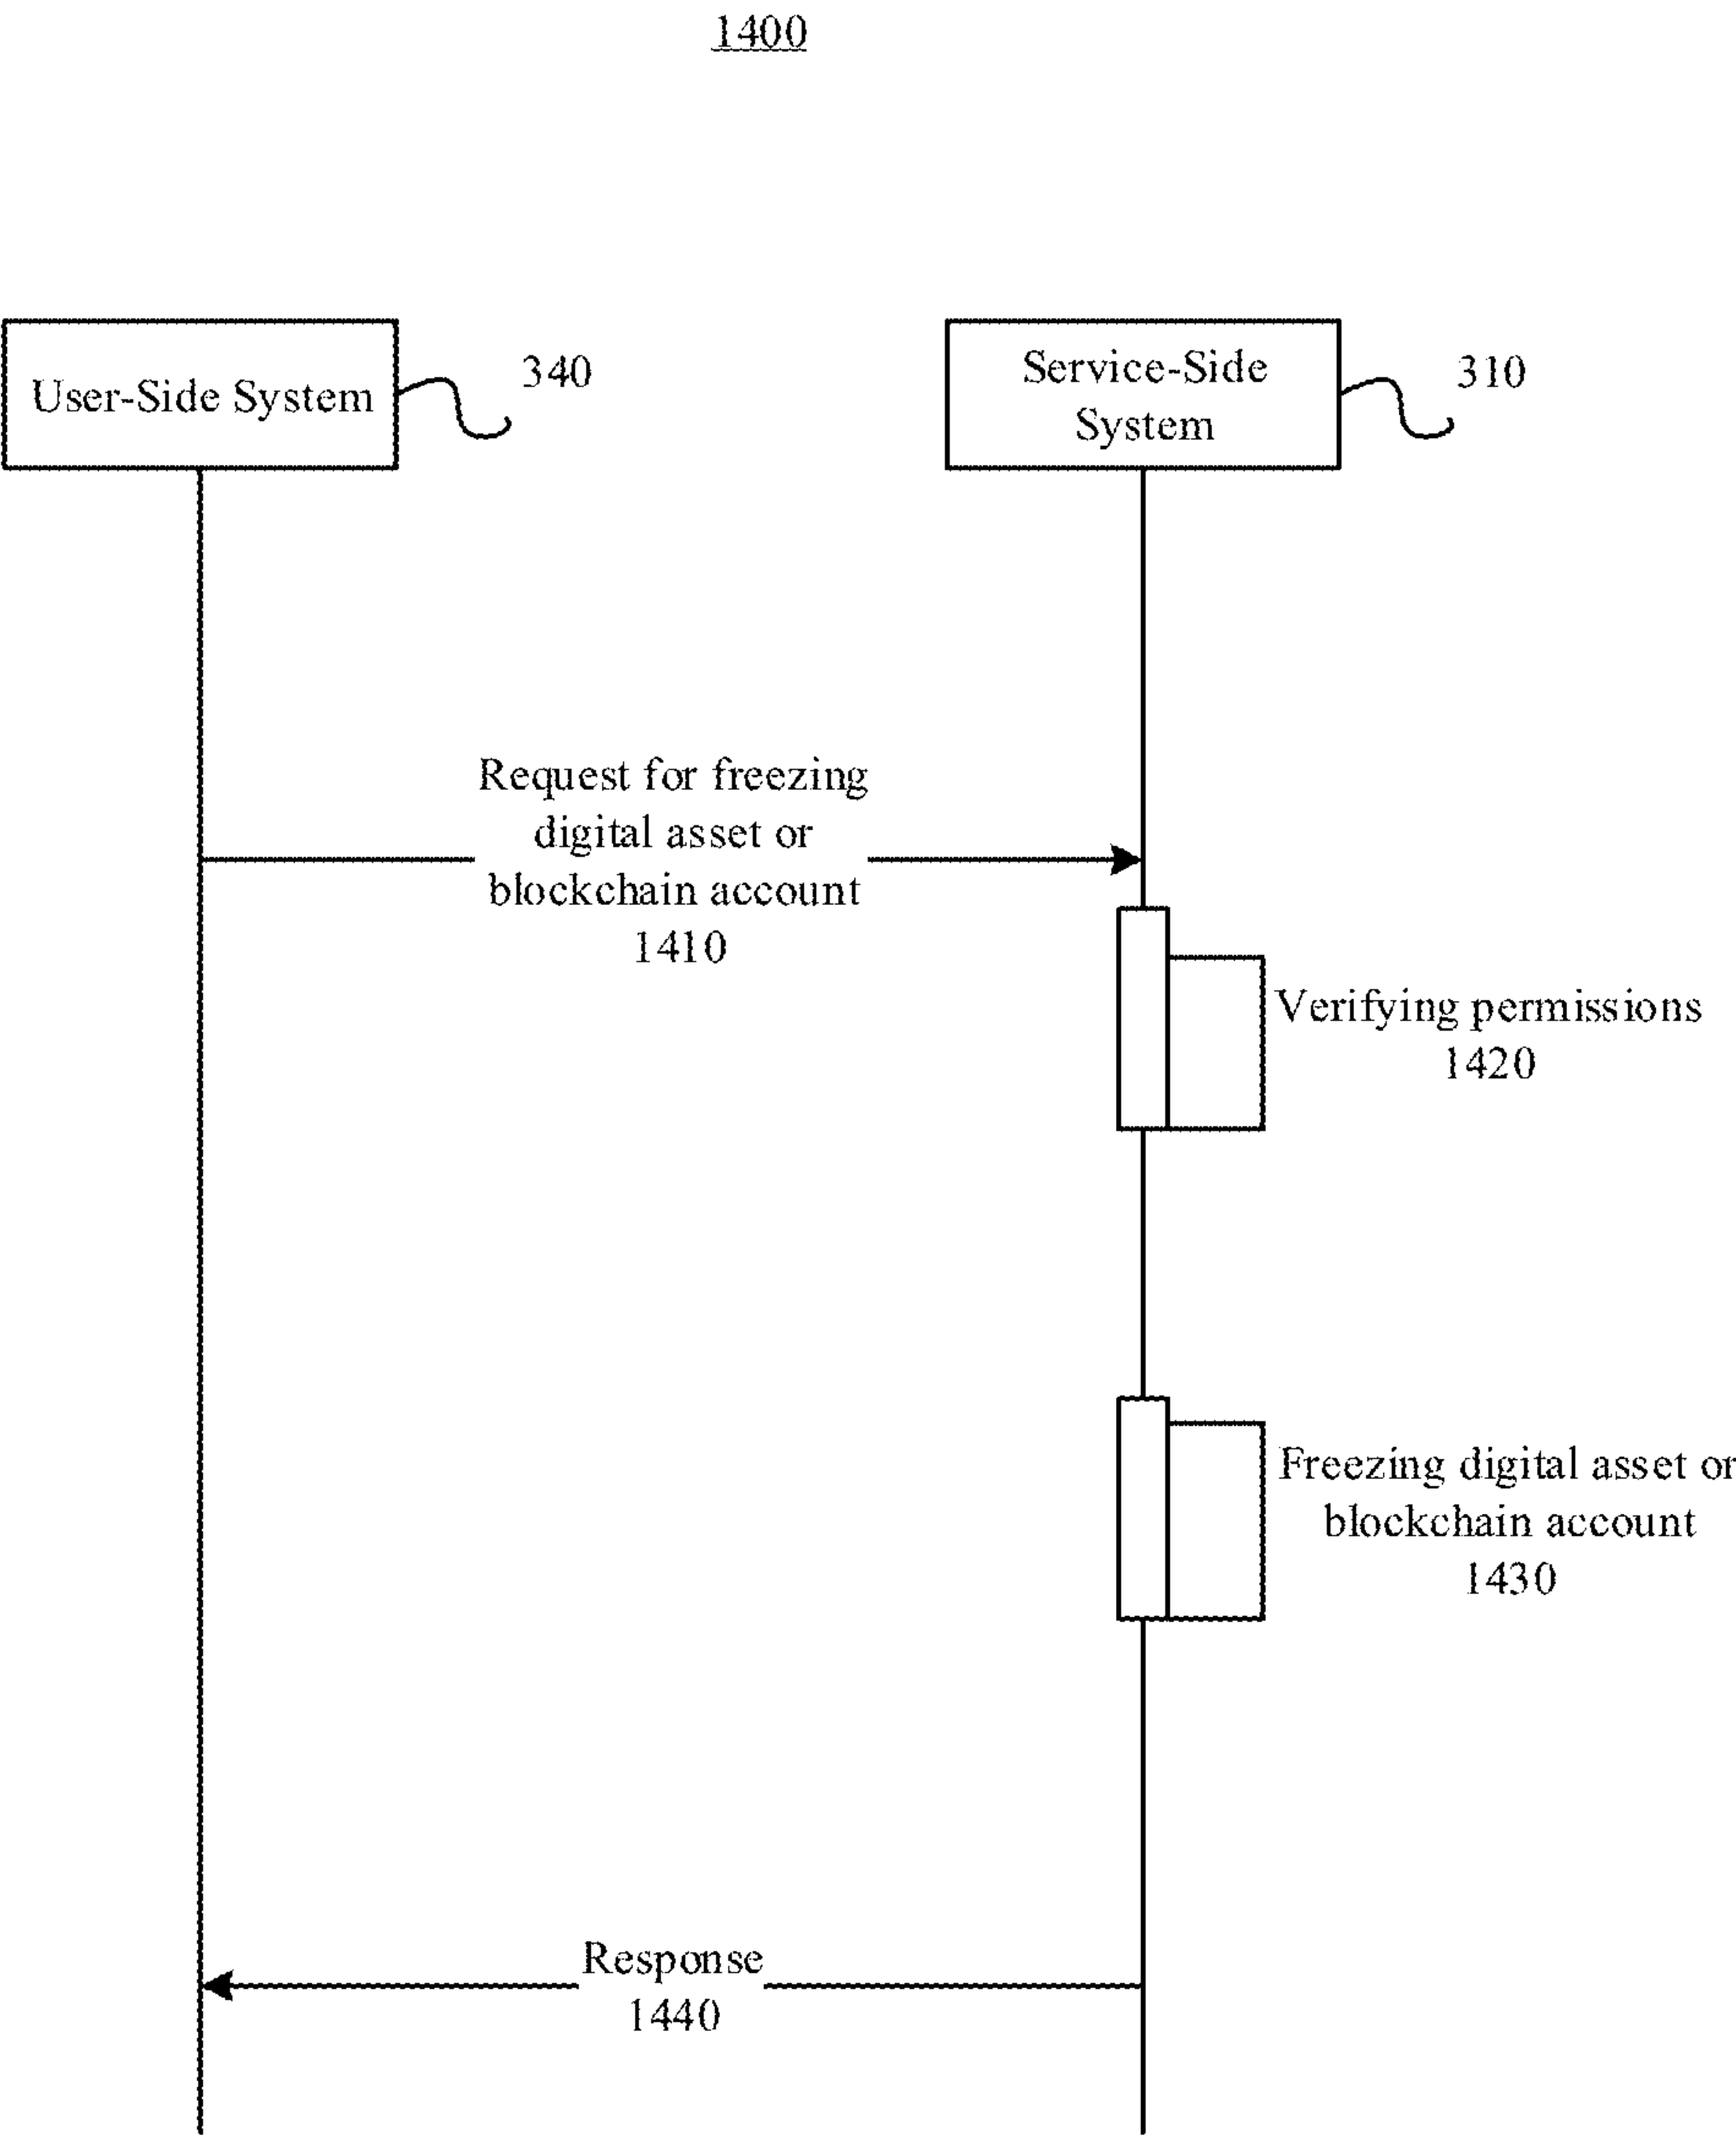 1400
User-Side System
340
Service-Side
System
310
Request for freezing
digital asset or
blockchain account
1410
Verifying permissions
1420
Freezing digital asset or
blockchain account
1430
Response
1440